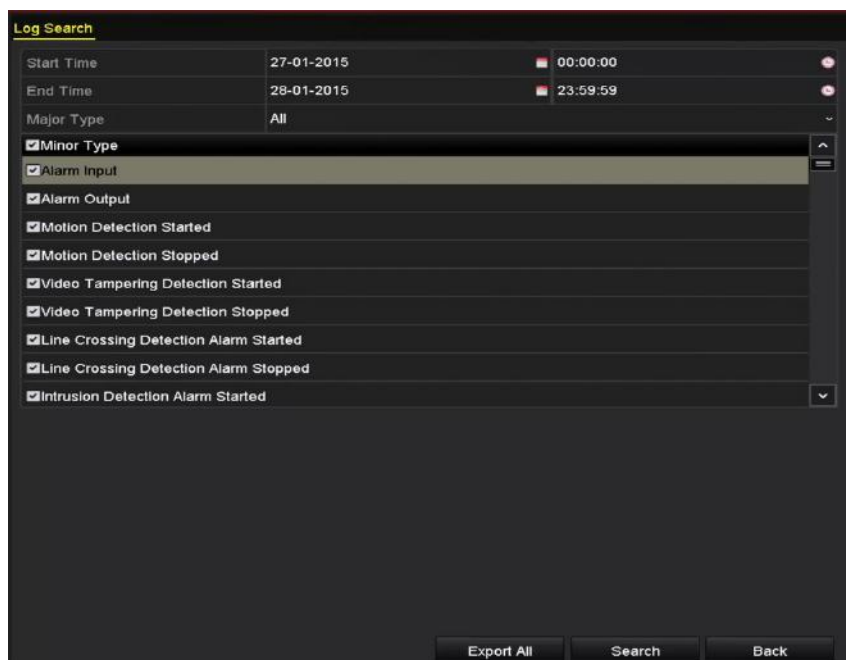 Log Search
Start Time 27-01-2015 00:00:00
End Time 28-01-2015 23:59:59
Major Type All
Minor Type
Alarm Input
Alarm Output
Motion Detection Started
Motion Detection Stopped
Video Tampering Detection Started
Video Tampering Detection Stopped
Line Crossing Detection Alarm Started
Line Crossing Detection Alarm Stopped
Intrusion Detection Alarm Started
Export All Search Back